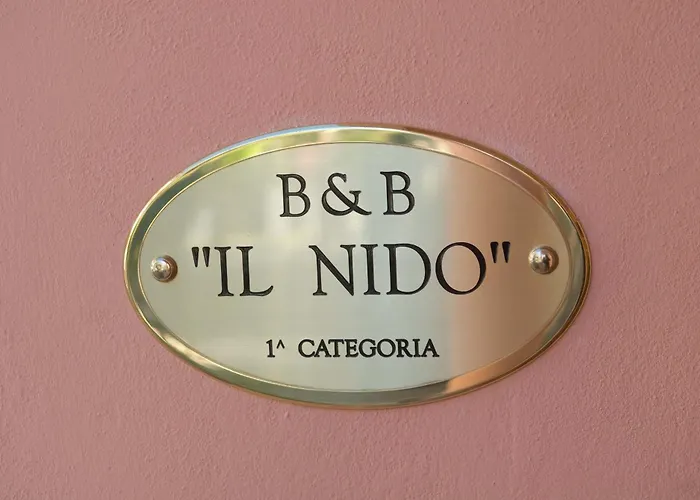 B & B
"IL NIDO"
1^ CATEGORIA